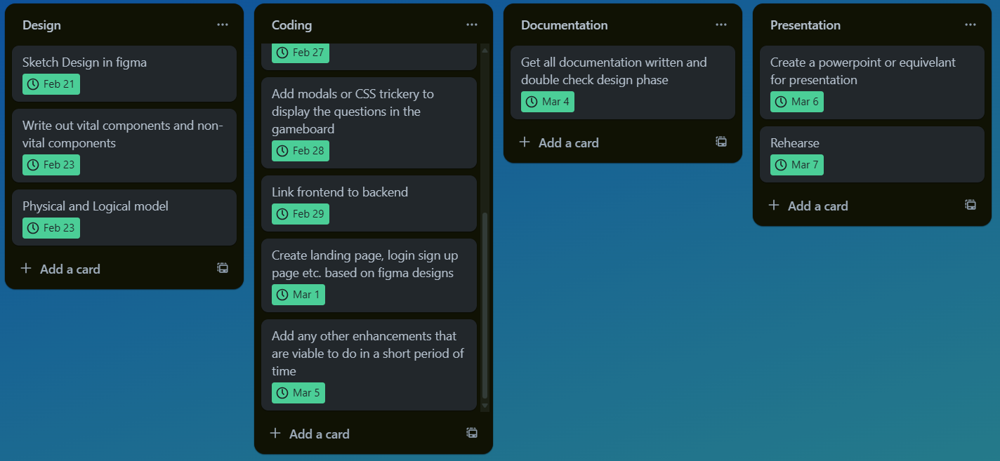 Design
Sketch Design in figma
Feb 21
Write out vital components and non-
vital components
Feb 23
Physical and Logical model
Feb 23
Add a card
Coding
Feb 27
Add modals or CSS trickery to
display the questions in the
gameboard
Feb 28
Link frontend to backend
Feb 29
Create landing page, login sign up
page etc. based on figma designs
Mar 1
Add any other enhancements that
are viable to do in a short period of
time
Mar 5
Add a card
Documentation
Get all documentation written and
double check design phase
Mar 4
Add a card
Presentation
Create a powerpoint or equivelant
for presentation
Mar 6
Rehearse
Mar 7
Add a card